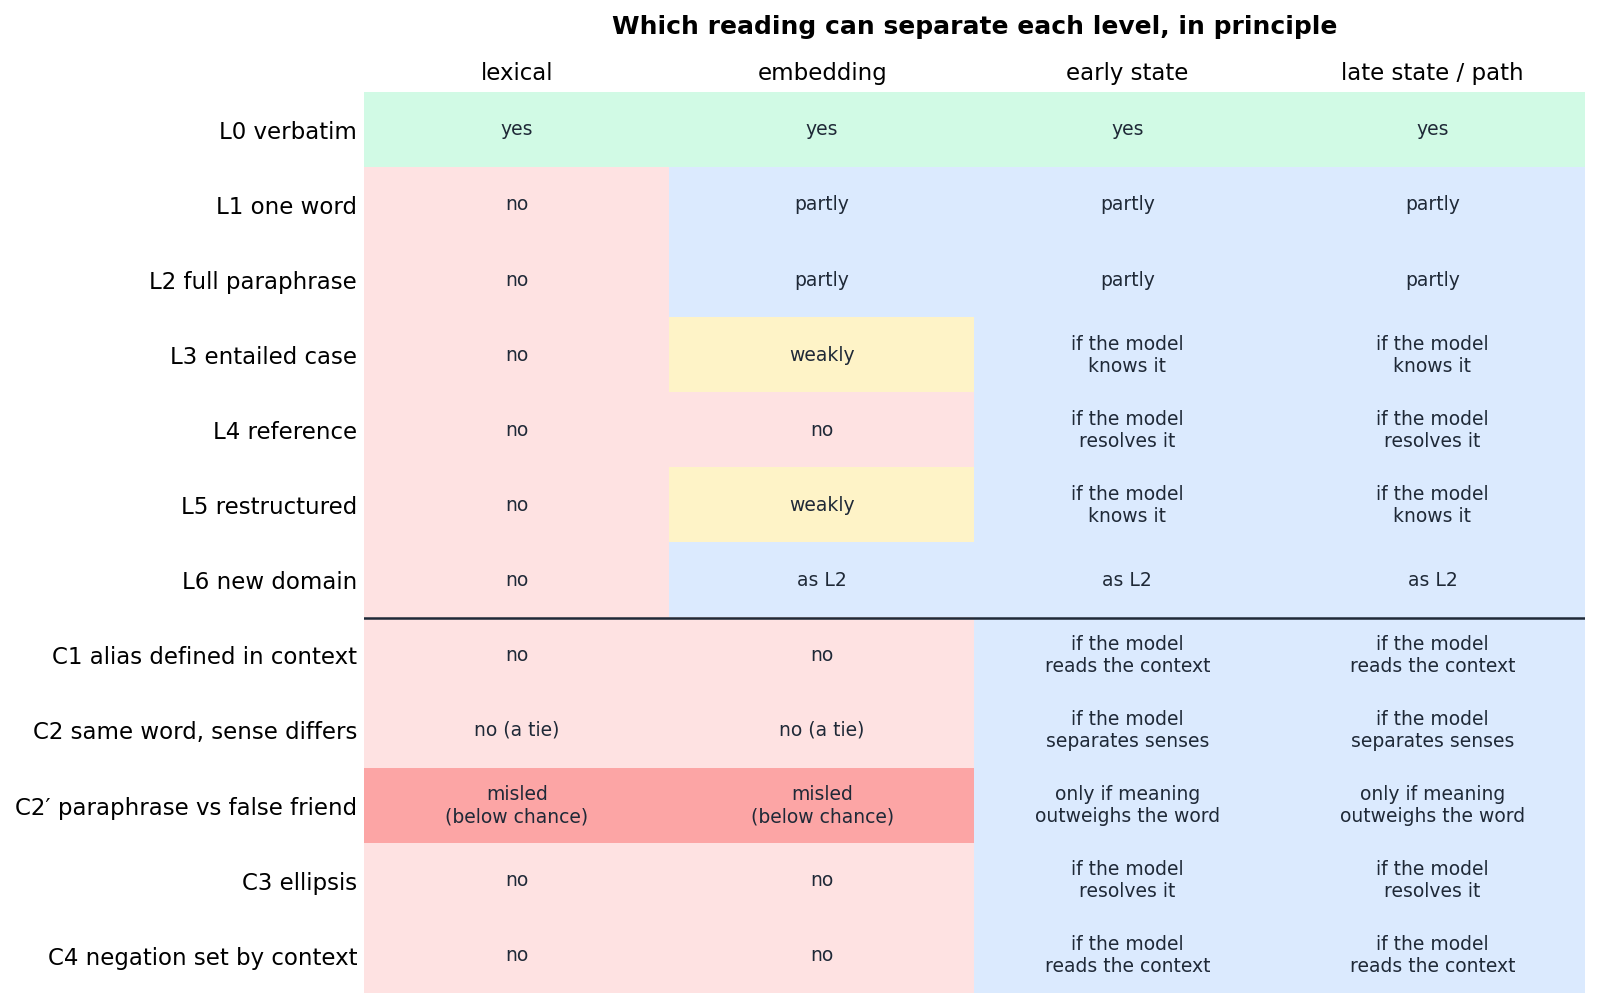 Which reading can separate each level, in principle
lexical embedding early state late state / path
L0 verbatim yes yes yes yes
L1 one word no partly partly partly
L2 full paraphrase no partly partly partly
L3 entailed case no weakly if the model knows it if the model knows it
L4 reference no no if the model resolves it if the model resolves it
L5 restructured no weakly if the model knows it if the model knows it
L6 new domain no as L2 as L2 as L2
C1 alias defined in context no no if the model reads the context if the model reads the context
C2 same word, sense differs no (a tie) no (a tie) if the model separates senses if the model separates senses
C2′ paraphrase vs false friend misled (below chance) misled (below chance) only if meaning outweighs the word only if meaning outweighs the word
C3 ellipsis no no if the model resolves it if the model resolves it
C4 negation set by context no no if the model reads the context if the model reads the context